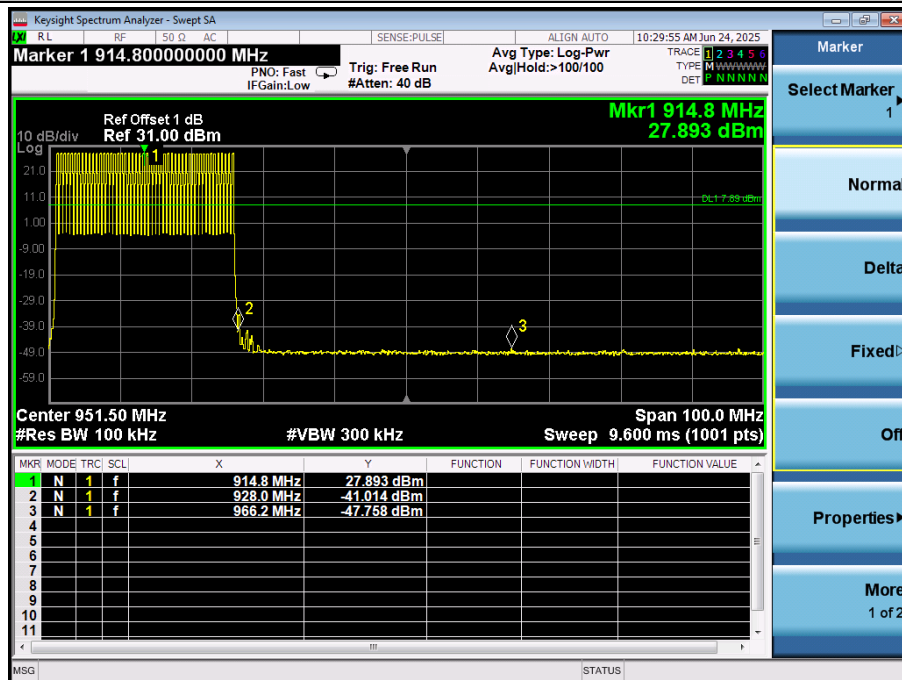 Keysight Spectrum Analyzer - Swept SA
LXI RL RF 50 Ω AC SENSE:PULSE ALIGN AUTO 10:29:55 AM Jun 24, 2025
Marker 1 914.800000000 MHz
PNO: Fast
IFGain:Low
Trig: Free Run
#Atten: 40 dB
Avg Type: Log-Pwr
Avg|Hold:>100/100
TRACE 1 2 3 4 5 6
TYPE M W W W W W
DET P N N N N N
Mkr1 914.8 MHz
27.893 dBm
Ref Offset 1 dB
10 dB/div Ref 31.00 dBm
Log
21.0
11.0
1.00
-9.00
-19.0
-29.0
-39.0
-49.0
-59.0
1
2
3
DL1 7.89 dBm
Center 951.50 MHz Span 100.0 MHz
#Res BW 100 kHz #VBW 300 kHz Sweep 9.600 ms (1001 pts)
MKR MODE TRC SCL X Y FUNCTION FUNCTION WIDTH FUNCTION VALUE
1 N 1 f 914.8 MHz 27.893 dBm
2 N 1 f 928.0 MHz -41.014 dBm
3 N 1 f 966.2 MHz -47.758 dBm
4
5
6
7
8
9
10
11
MSG STATUS
Marker
Select Marker
1
Normal
Delta
Fixed
Off
Properties
More
1 of 2